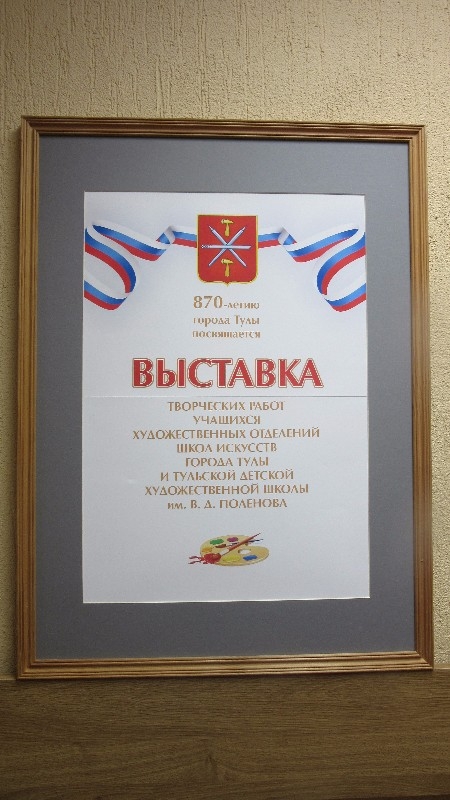 870-летию
города Тулы
посвящается
ВЫСТАВКА
ТВОРЧЕСКИХ РАБОТ
УЧАЩИХСЯ
ХУДОЖЕСТВЕННЫХ ОТДЕЛЕНИЙ
ШКОЛ ИСКУССТВ
ГОРОДА ТУЛЫ
И ТУЛЬСКОЙ ДЕТСКОЙ
ХУДОЖЕСТВЕННОЙ ШКОЛЫ
им. В. Д. ПОЛЕНОВА